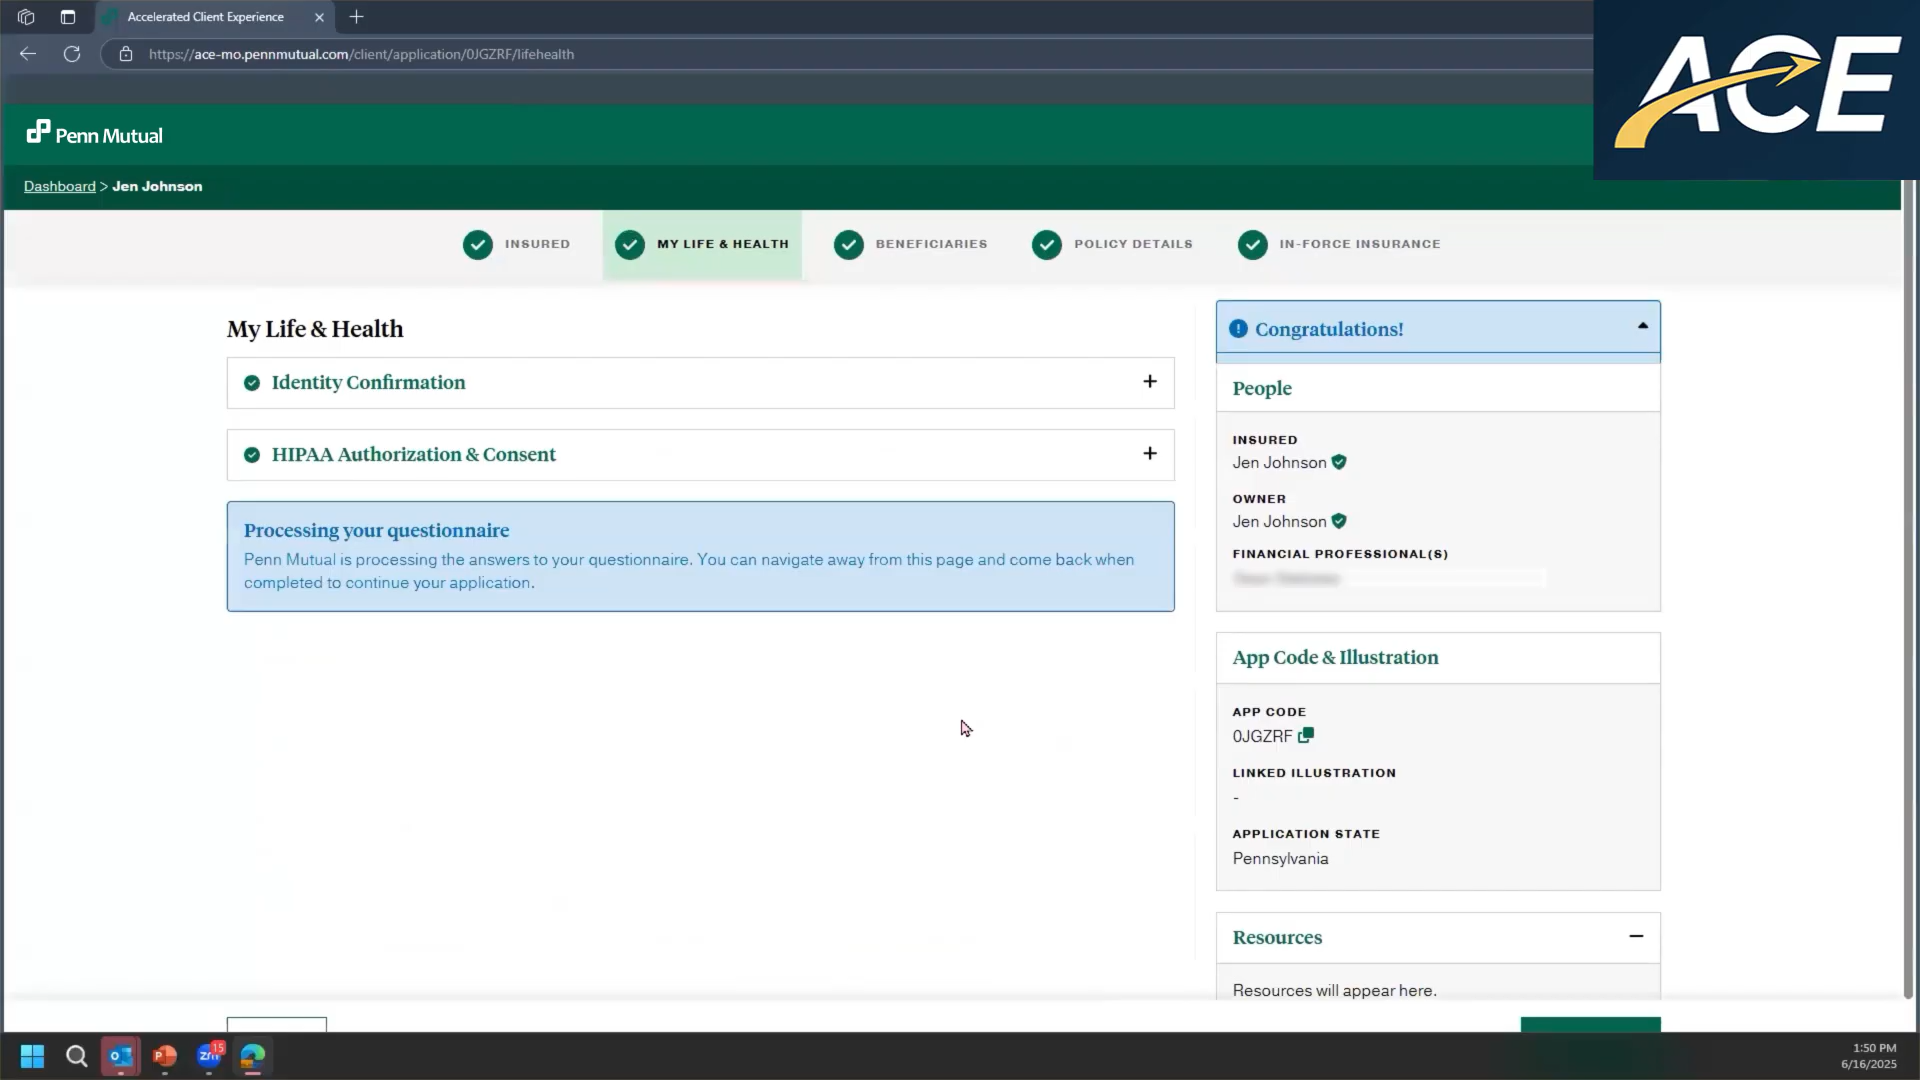 Accelerated Client Experience
https://ace-mo.pennmutual.com/client/application/0JGZRF/lifehealth
ACE
Penn Mutual
Dashboard > Jen Johnson
INSURED
MY LIFE & HEALTH
BENEFICIARIES
POLICY DETAILS
IN-FORCE INSURANCE
My Life & Health
Identity Confirmation
HIPAA Authorization & Consent
Processing your questionnaire
Penn Mutual is processing the answers to your questionnaire. You can navigate away from this page and come back when
completed to continue your application.
Congratulations!
People
INSURED
Jen Johnson
OWNER
Jen Johnson
FINANCIAL PROFESSIONAL(S)
App Code & Illustration
APP CODE
0JGZRF
LINKED ILLUSTRATION
-
APPLICATION STATE
Pennsylvania
Resources
Resources will appear here.
15
1:50 PM
6/16/2025